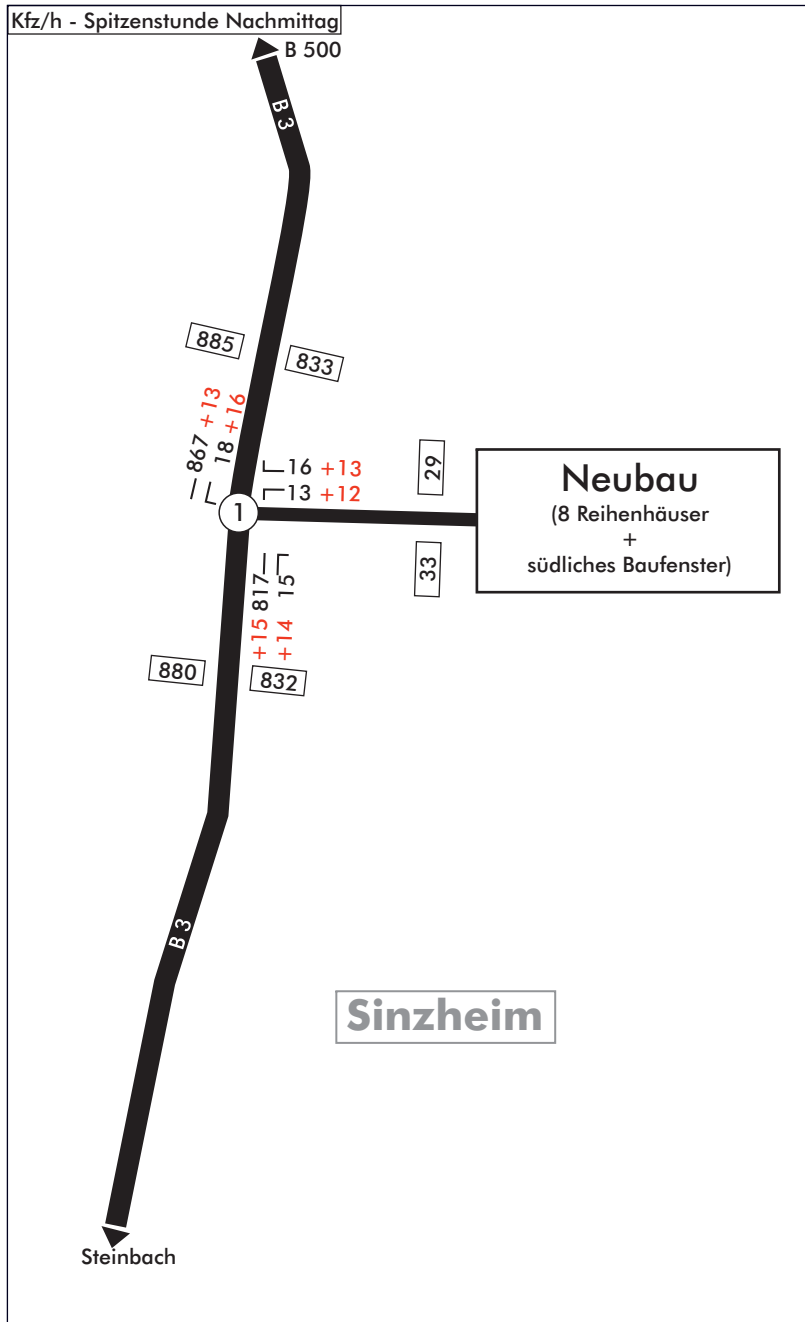 Kfz/h - Spitzenstunde Nachmittag
B 500
B 3
885
833
867 +13
18 +16
16 +13
13 +12
29
Neubau
(8 Reihenhäuser
+
südliches Baufenster)
1
33
+15 817
+14 15
880
832
B 3
Sinzheim
Steinbach